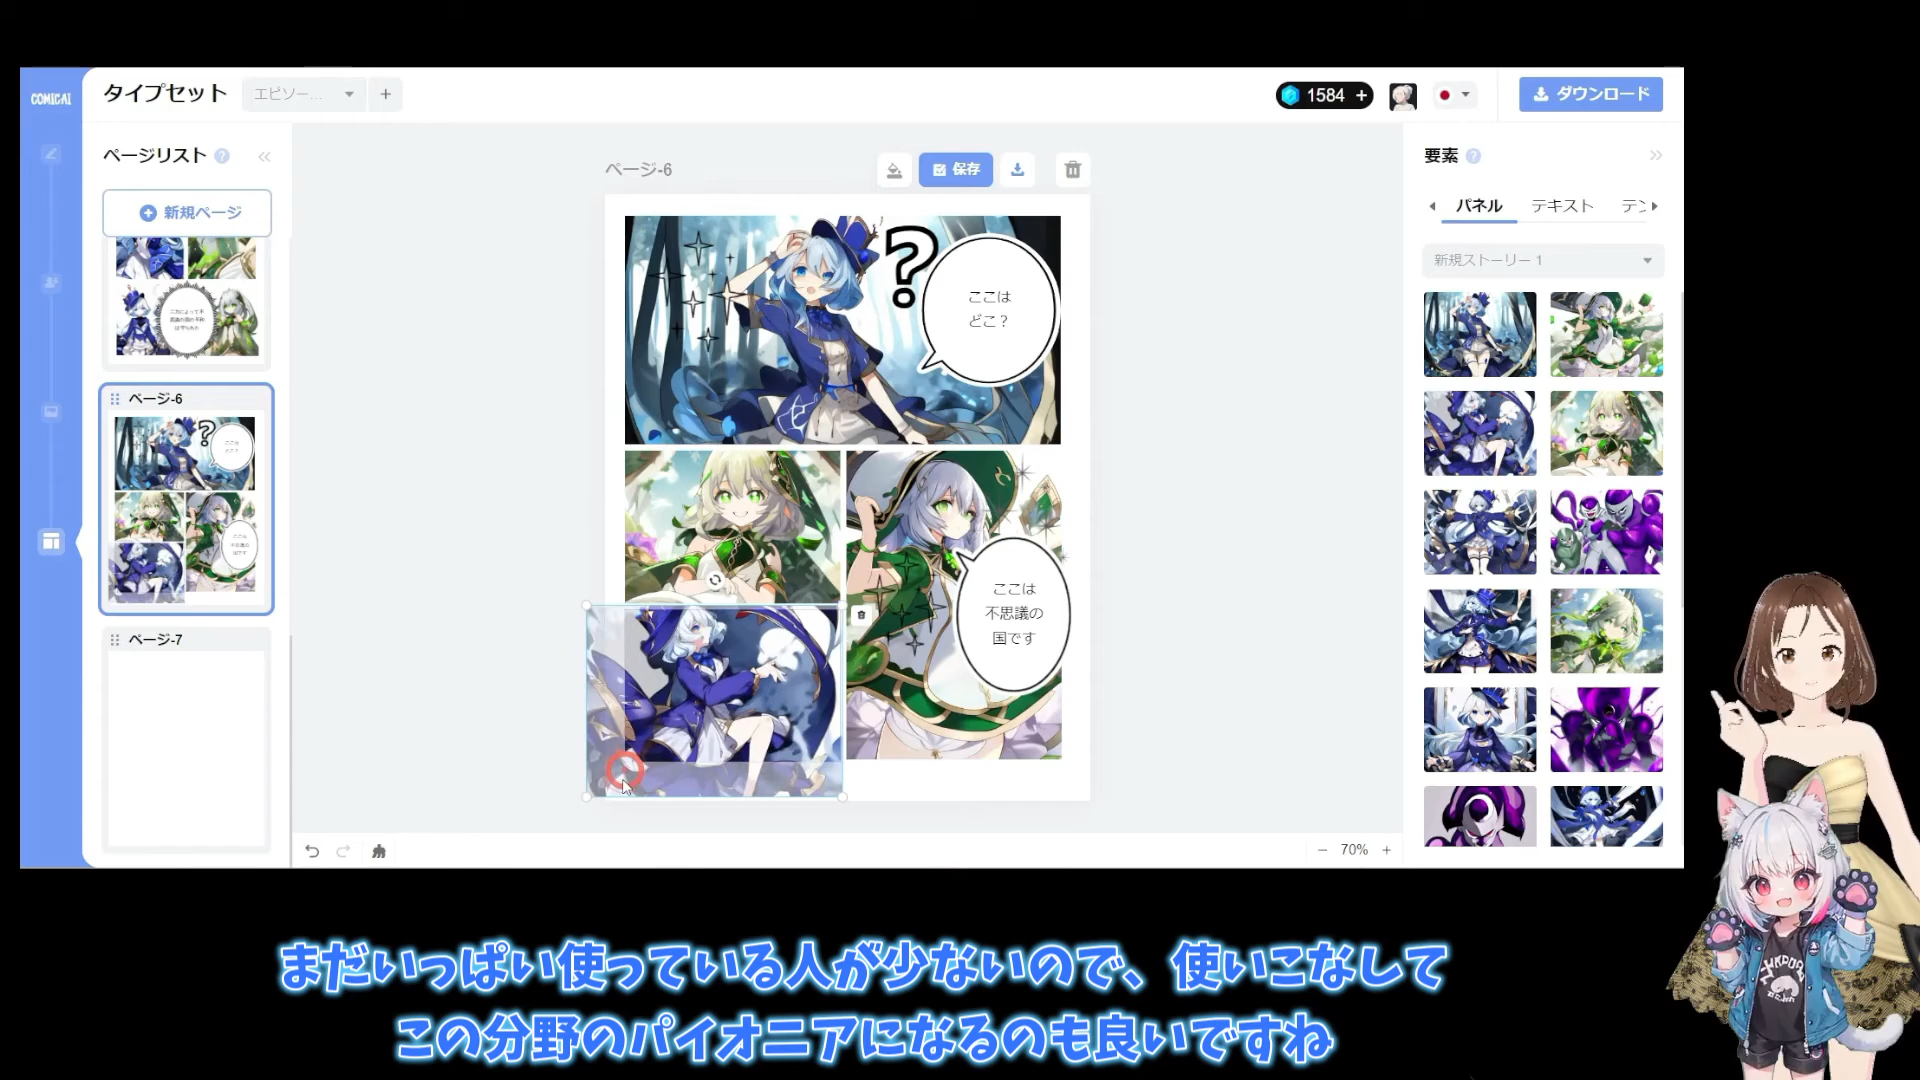 COMICAI
タイプセット
エピソー...
1584
ダウンロード
ページリスト
新規ページ
ページ-6
ページ-7
ページ-6
保存
?
ここは
どこ？
ここは
不思議の
国です
70%
要素
パネル
テキスト
テン
新規ストーリー 1
まだいっぱい使っている人が少ないので、使いこなして
この分野のパイオニアになるのも良いですね